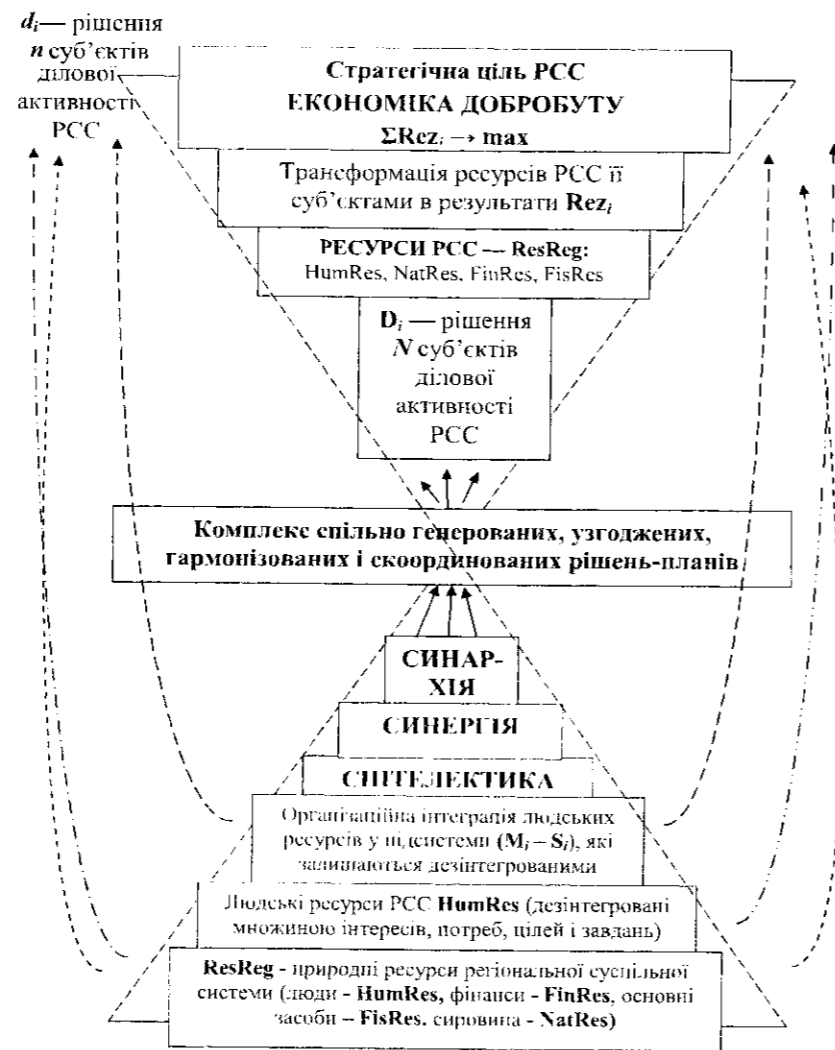 dᵢ — рішення
n суб’єктів
ділової
активності
РСС
Стратегічна ціль РСС
ЕКОНОМІКА ДОБРОБУТУ
ΣRezᵢ → max
Трансформація ресурсів РСС її
суб’єктами в результати Rezᵢ
РЕСУРСИ РСС — ResReg:
HumRes, NatRes, FinRes, FisRes
Dᵢ — рішення
N суб’єктів
ділової
активності
РСС
Комплекс спільно генерованих, узгоджених,
гармонізованих і скоординованих рішень-планів
СИНАР-
ХІЯ
СИНЕРГІЯ
СИТЕЛЕКТИКА
Організаційна інтеграція людських
ресурсів у підсистеми (Mᵢ – Sᵢ), які
залишаються дезінтегрованими
Людські ресурси РСС HumRes (дезінтегровані
множиною інтересів, потреб, цілей і завдань)
ResReg - природні ресурси регіональної суспільної
системи (люди - HumRes, фінанси - FinRes, основні
засоби – FisRes, сировина - NatRes)